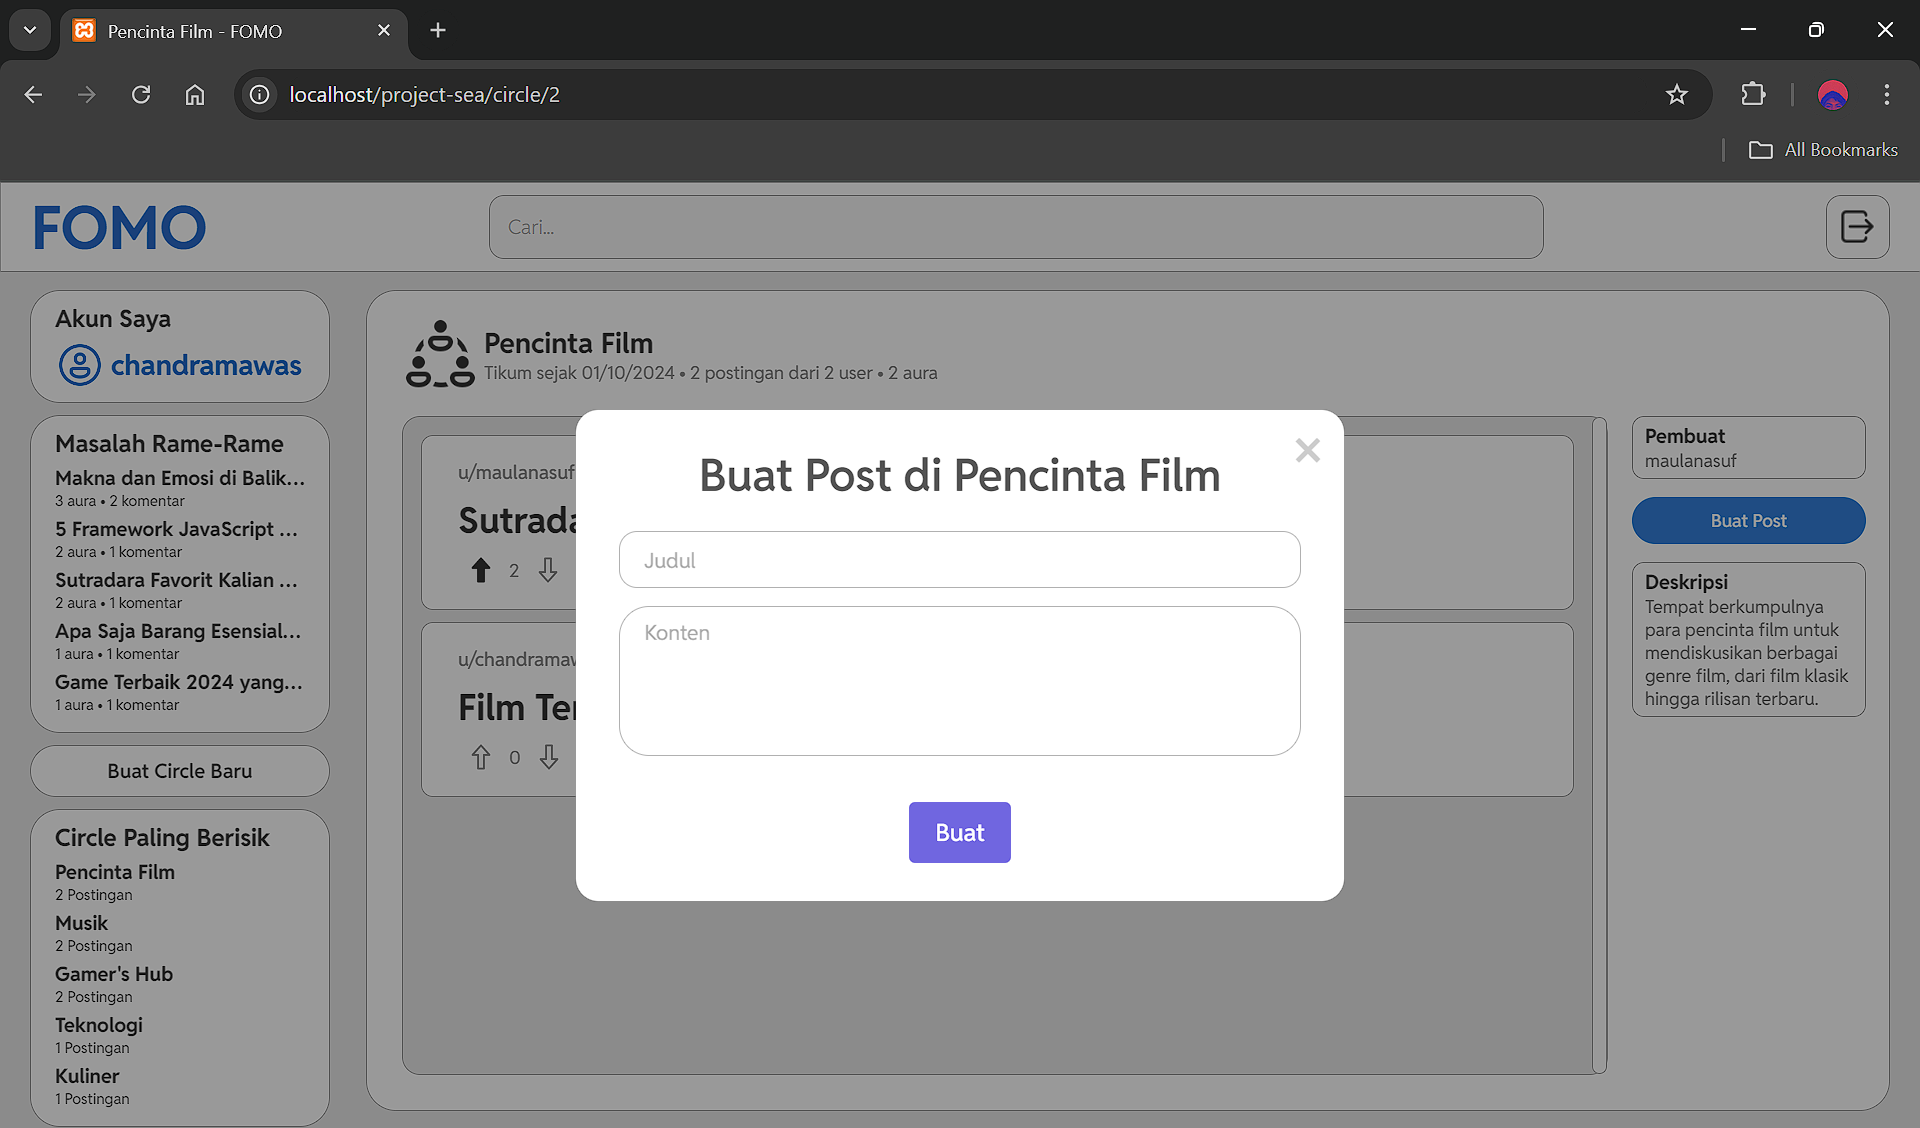 Pencinta Film - FOMO
localhost/project-sea/circle/2
All Bookmarks
FOMO
Cari...
Akun Saya
chandramawas
Masalah Rame-Rame
Makna dan Emosi di Balik...
3 aura • 2 komentar
5 Framework JavaScript ...
2 aura • 1 komentar
Sutradara Favorit Kalian ...
2 aura • 1 komentar
Apa Saja Barang Esensial...
1 aura • 1 komentar
Game Terbaik 2024 yang...
1 aura • 1 komentar
Buat Circle Baru
Circle Paling Berisik
Pencinta Film
2 Postingan
Musik
2 Postingan
Gamer's Hub
2 Postingan
Teknologi
1 Postingan
Kuliner
1 Postingan
Pencinta Film
Tikum sejak 01/10/2024 • 2 postingan dari 2 user • 2 aura
u/maulanasuf
Sutrada
2
u/chandramaw
Film Te
0
Buat Post di Pencinta Film
Judul
Konten
Buat
Pembuat
maulanasuf
Buat Post
Deskripsi
Tempat berkumpulnya
para pencinta film untuk
mendiskusikan berbagai
genre film, dari film klasik
hingga rilisan terbaru.